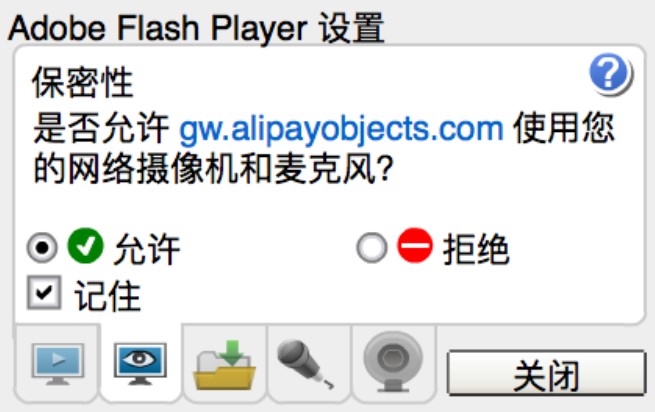 Adobe Flash Player 设置
保密性
?
是否允许 gw.alipayobjects.com 使用您
的网络摄像机和麦克风?
允许 拒绝
记住
关闭